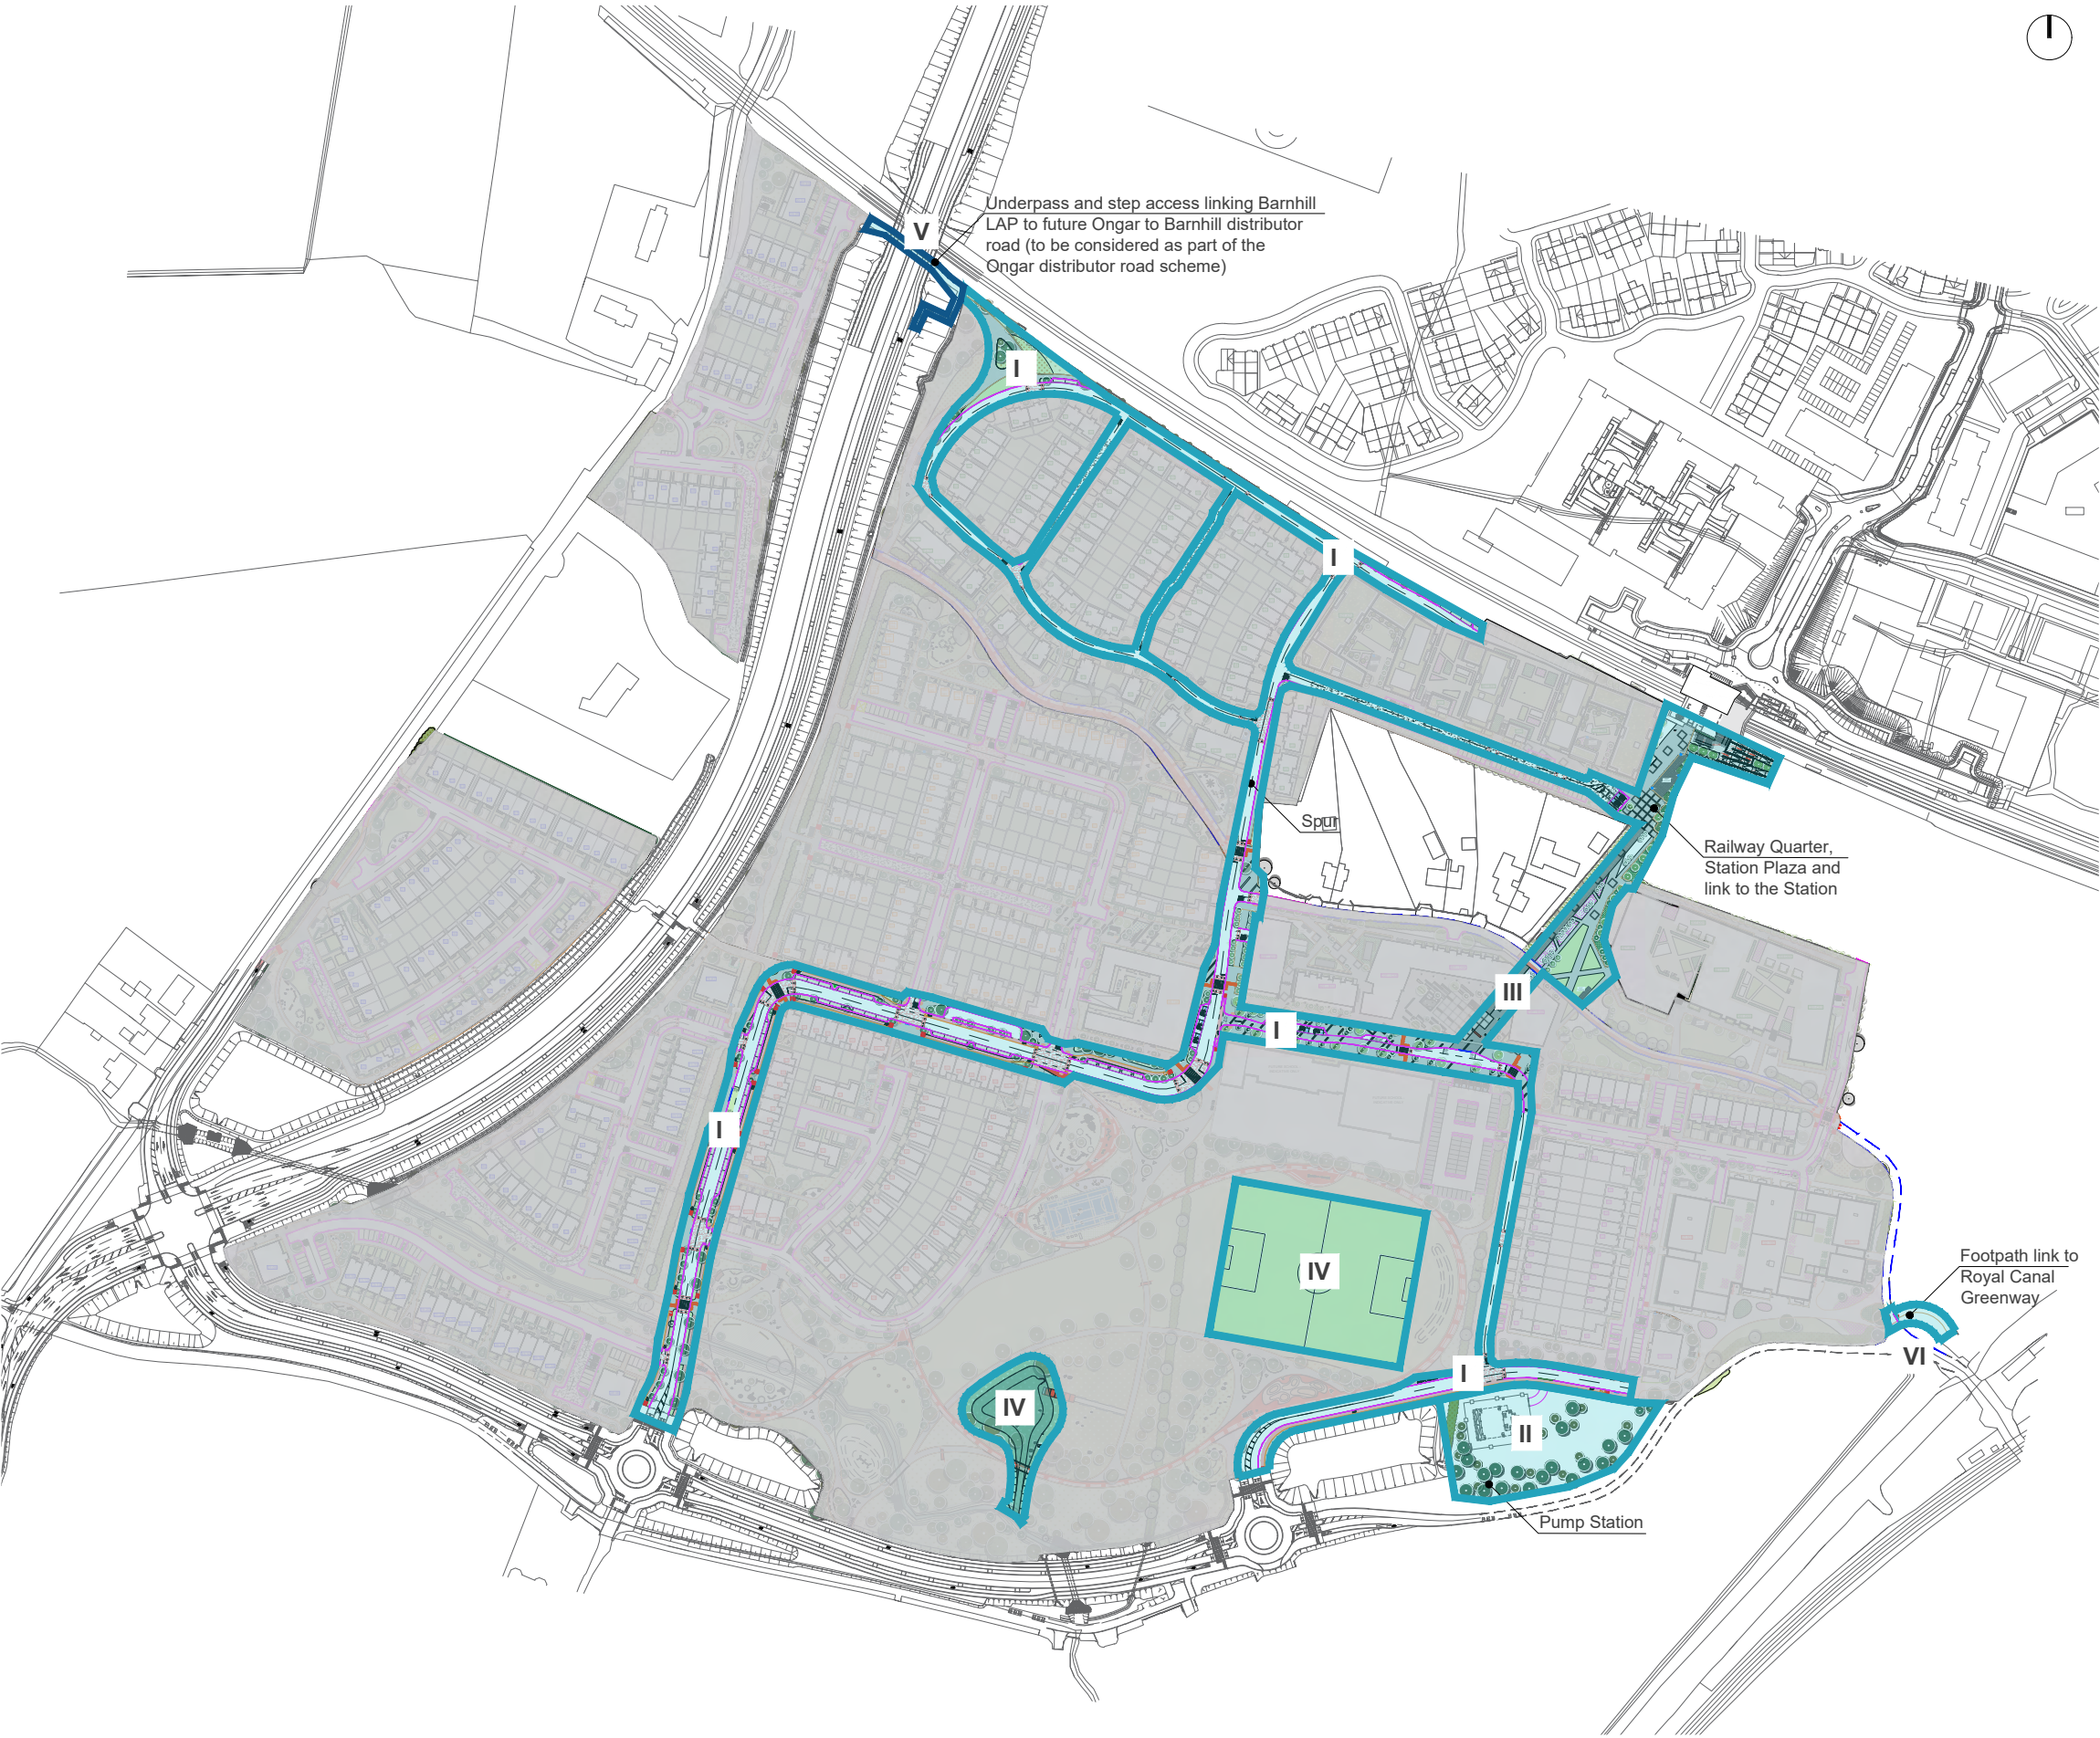 V
Underpass and step access linking Barnhill
LAP to future Ongar to Barnhill distributor
road (to be considered as part of the
Ongar distributor road scheme)
I
I
Spur
Railway Quarter,
Station Plaza and
link to the Station
III
I
I
IV
Footpath link to
Royal Canal
Greenway
VI
I
IV
II
Pump Station